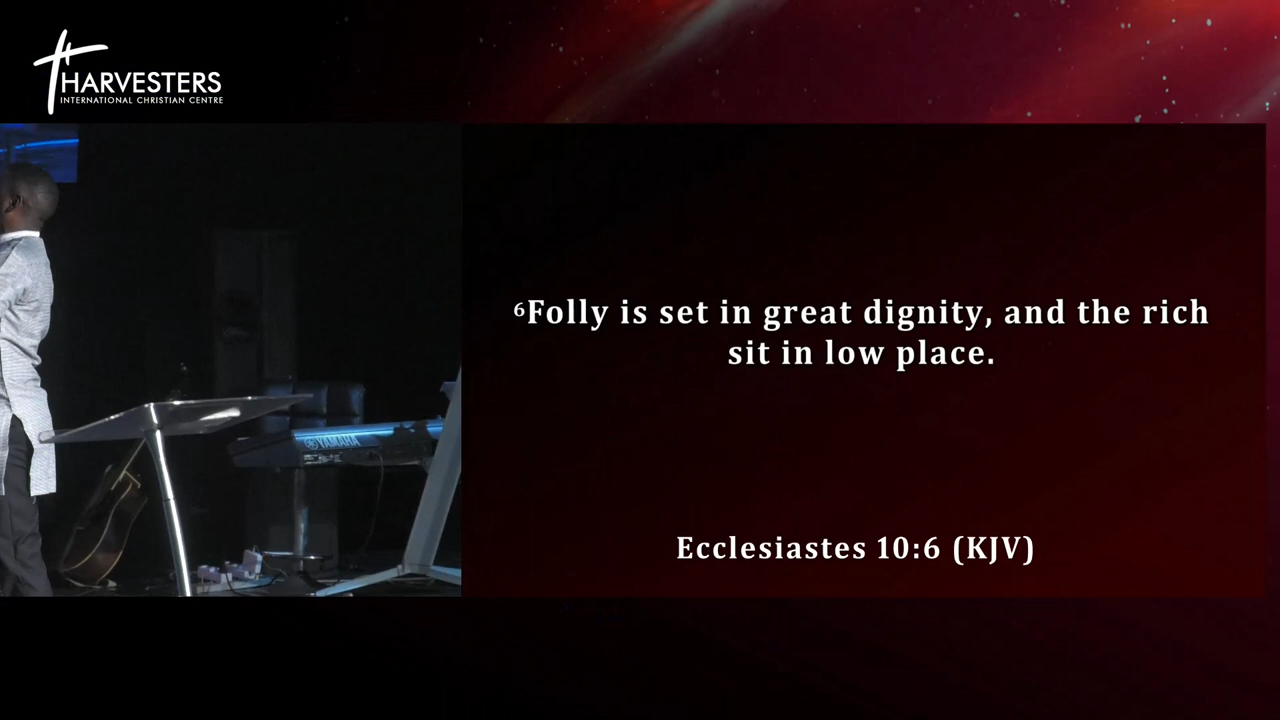 HARVESTERS
INTERNATIONAL CHRISTIAN CENTRE
YAMAHA
⁶Folly is set in great dignity, and the rich
sit in low place.
Ecclesiastes 10:6 (KJV)